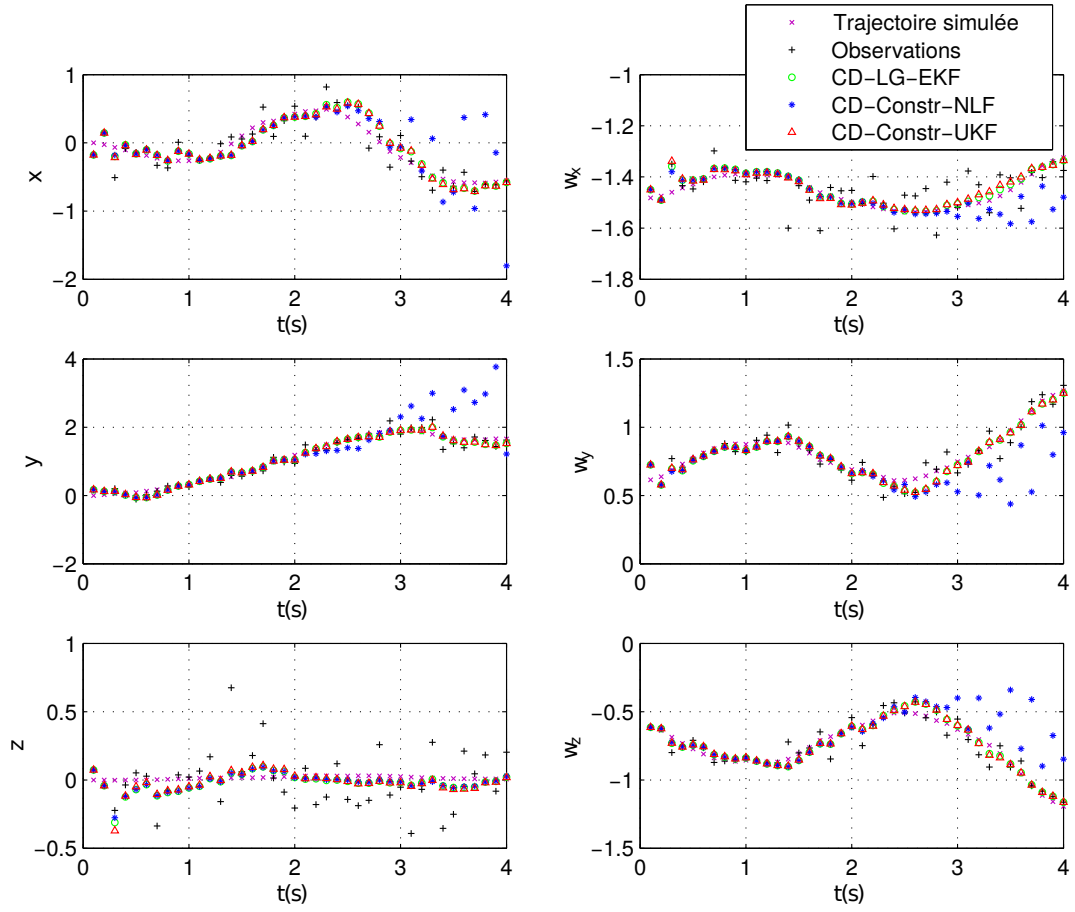 Trajectoire simulée
Observations
CD−LG−EKF
CD−Constr−NLF
CD−Constr−UKF
1
0
−1
−2
x
0 1 2 3 4
t(s)
−1
−1.2
−1.4
−1.6
−1.8
w_x
0 1 2 3 4
t(s)
4
2
0
−2
y
0 1 2 3 4
t(s)
1.5
1
0.5
0
w_y
0 1 2 3 4
t(s)
1
0.5
0
−0.5
z
0 1 2 3 4
t(s)
0
−0.5
−1
−1.5
w_z
0 1 2 3 4
t(s)